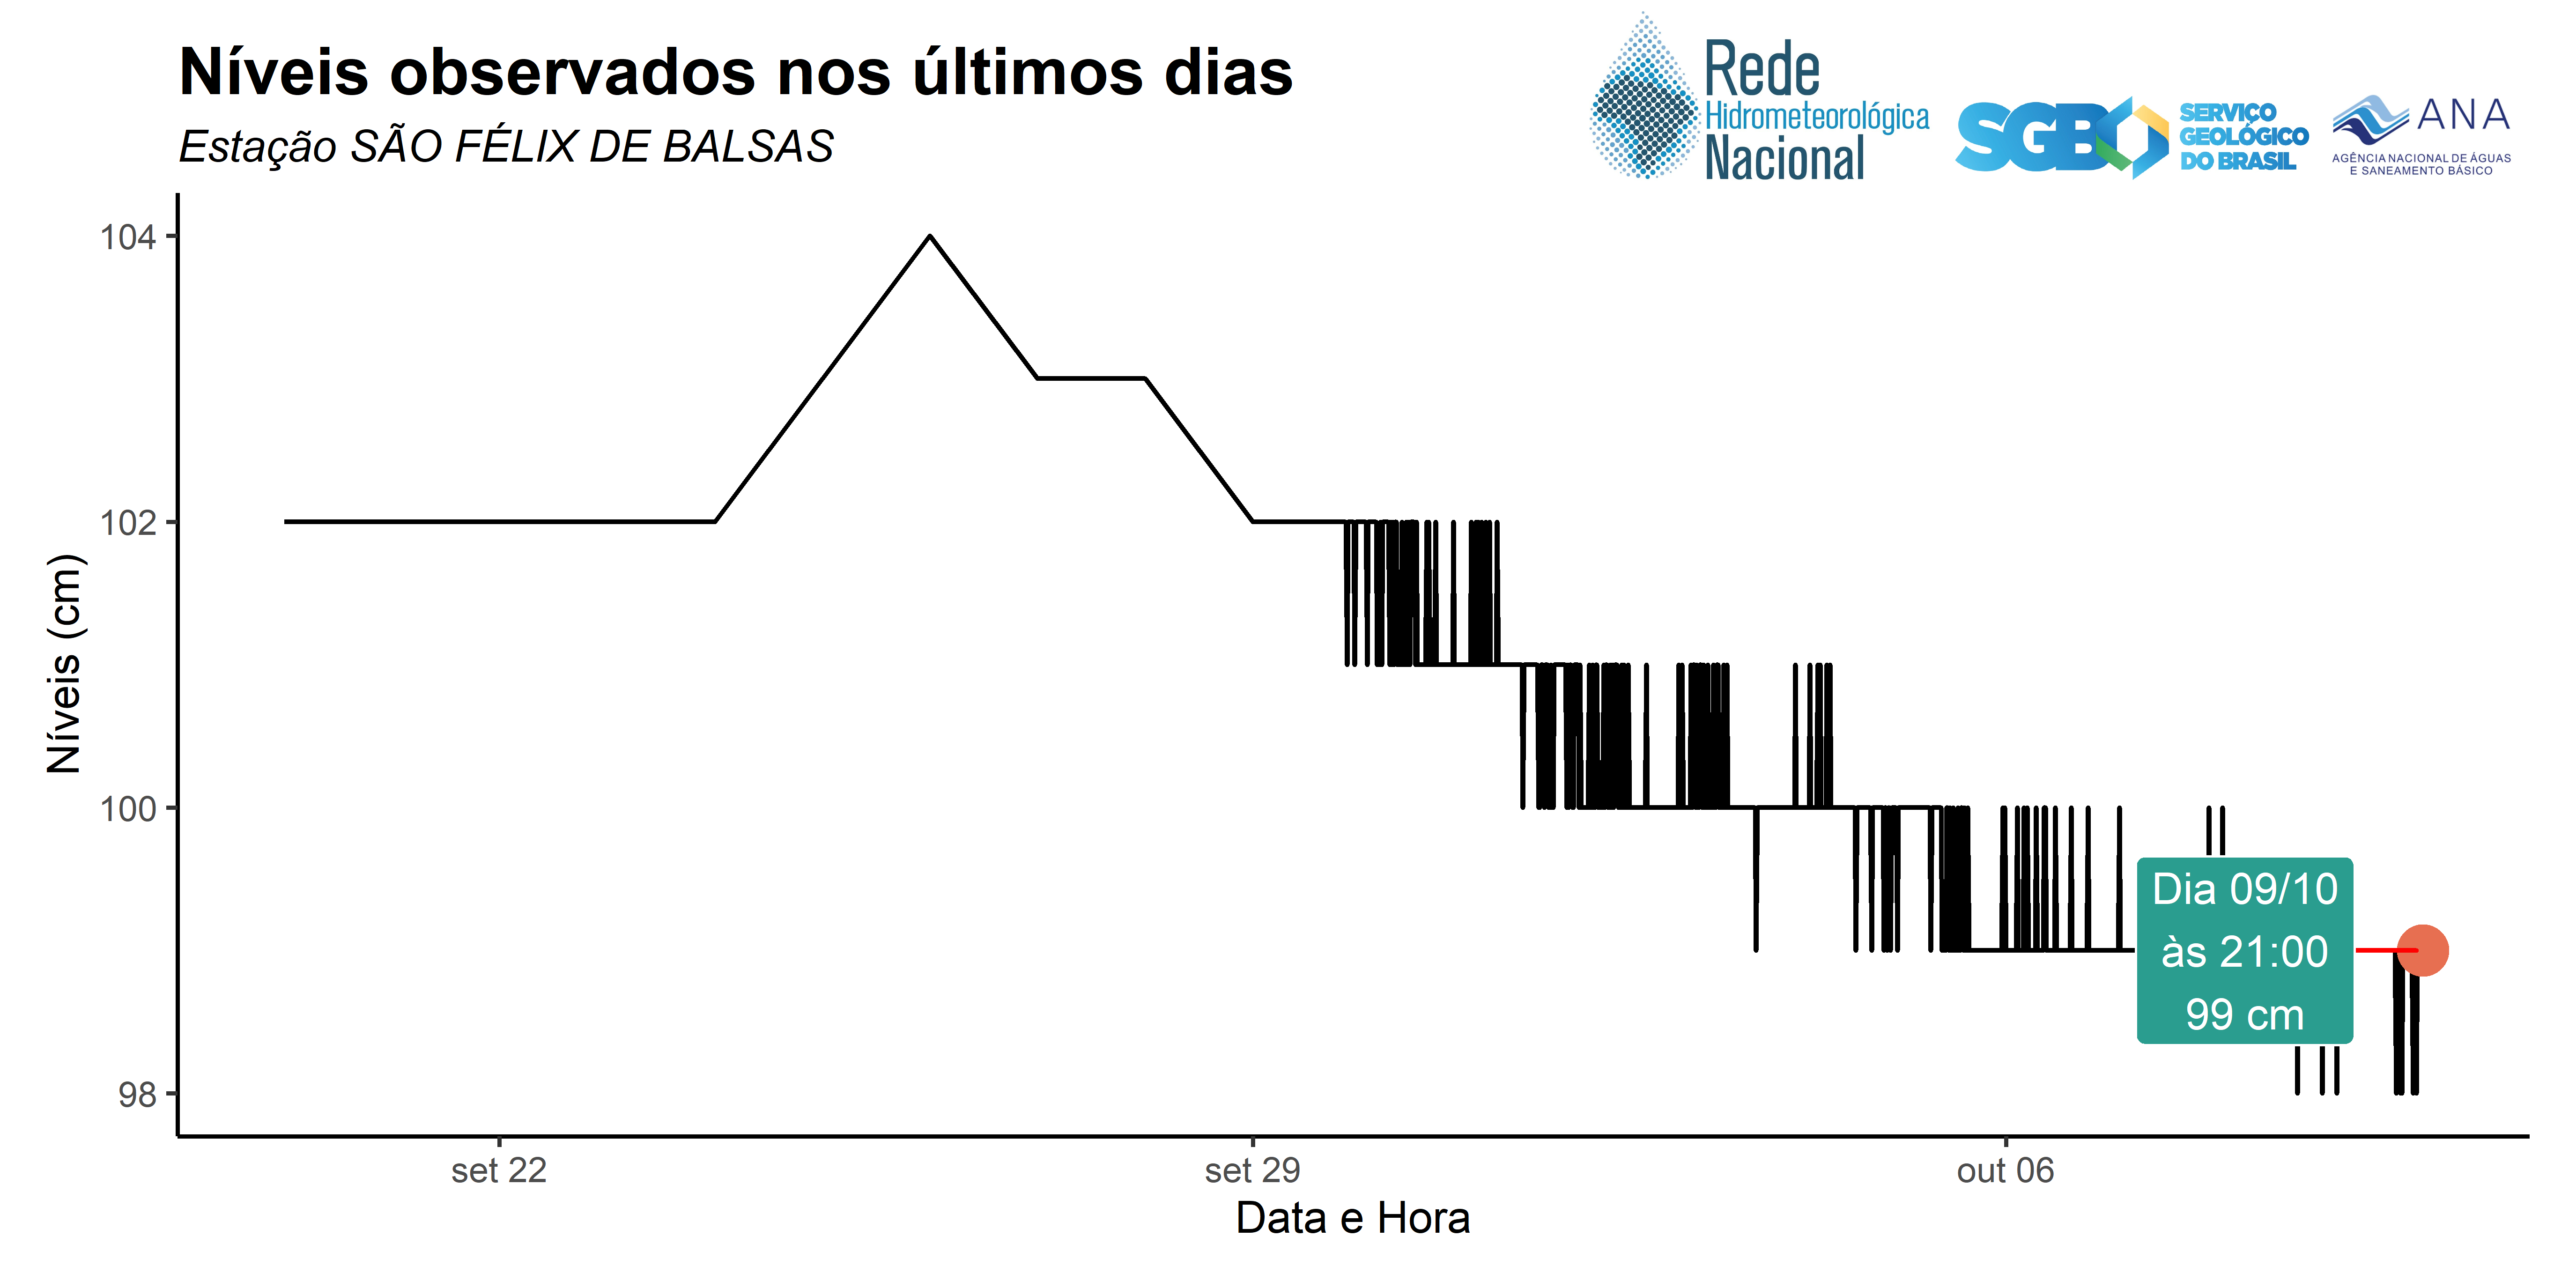 Níveis observados nos últimos dias
Estação SÃO FÉLIX DE BALSAS
Rede
Hidrometeorológica
Nacional
SGB
SERVIÇO
GEOLÓGICO
DO BRASIL
ANA
AGÊNCIA NACIONAL DE ÁGUAS
E SANEAMENTO BÁSICO
Níveis (cm)
104
102
100
98
Dia 09/10
às 21:00
99 cm
set 22
set 29
out 06
Data e Hora